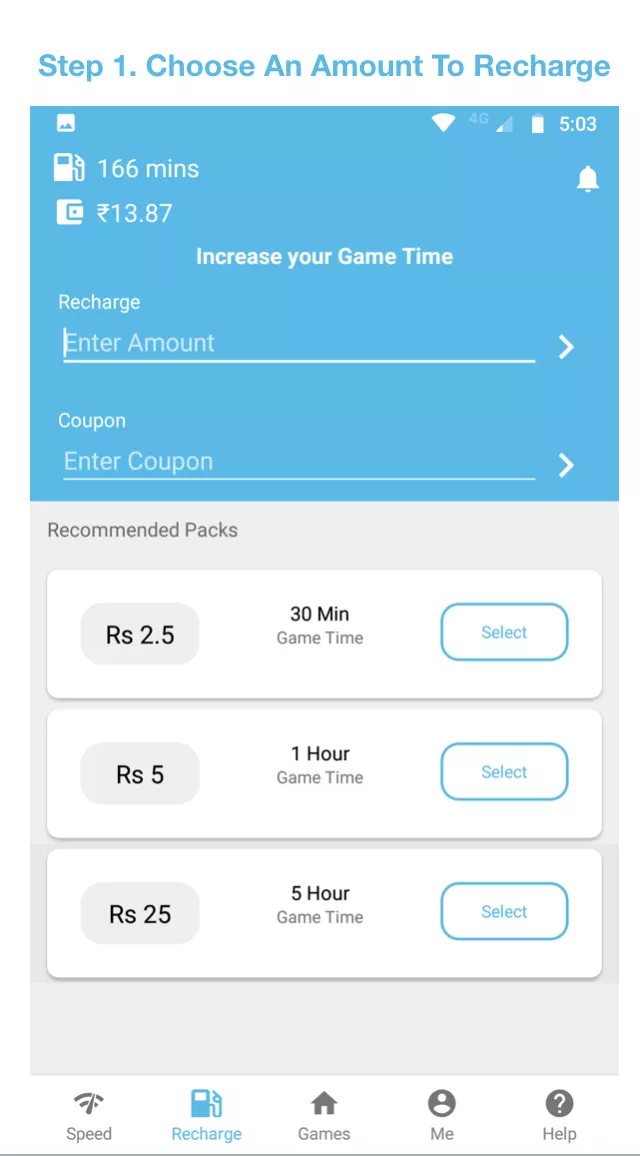 Step 1. Choose An Amount To Recharge
4G 5:03
166 mins
₹13.87
Increase your Game Time
Recharge
Enter Amount
Coupon
Enter Coupon
Recommended Packs
Rs 2.5
30 Min
Game Time
Select
Rs 5
1 Hour
Game Time
Select
Rs 25
5 Hour
Game Time
Select
Speed
Recharge
Games
Me
Help